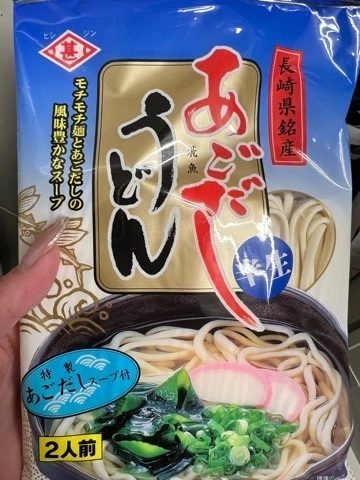 ヒシ ジン
甚
長崎県銘産
あごだし
飛魚
うどん
モチモチ麺とあごだしの
風味豊かなスープ
半生
特製
あごだしスープ付
2人前